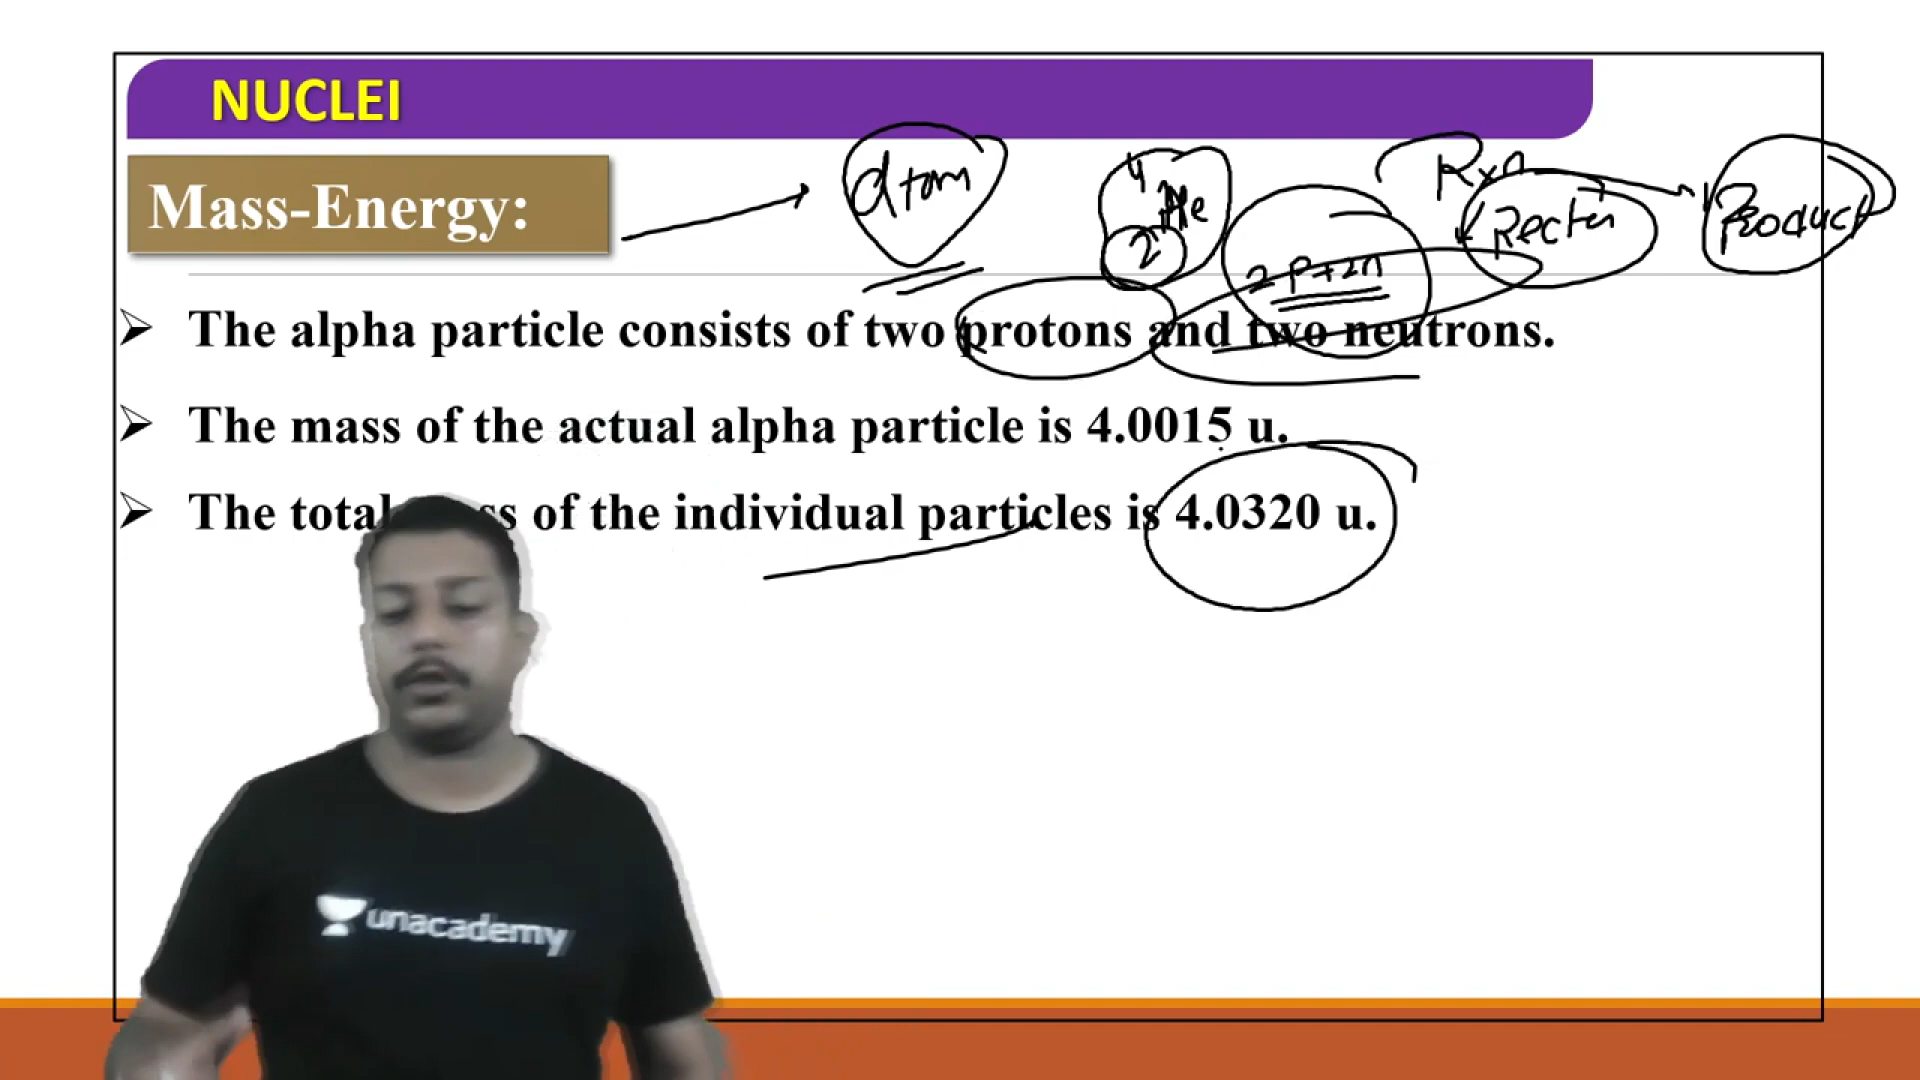 NUCLEI
Mass-Energy:
Atom
4
2
He
2P+2n
Rxn
Rectn
Product
The alpha particle consists of two protons and two neutrons.
The mass of the actual alpha particle is 4.0015 u.
The total of the individual particles is 4.0320 u.
unacademy